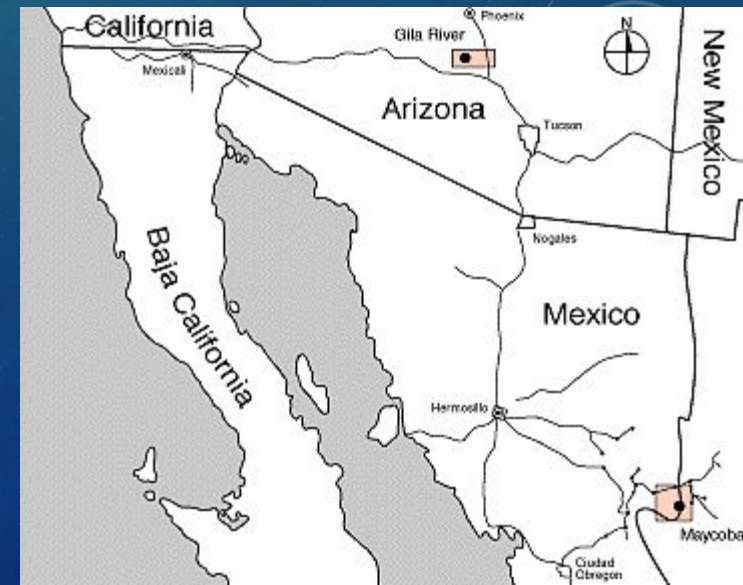 California
Phoenix
Gila River
N
Mexicali
New Mexico
Arizona
Tucson
Nogales
Baja California
Mexico
Hermosillo
Maycoba
Ciudad
Obregon